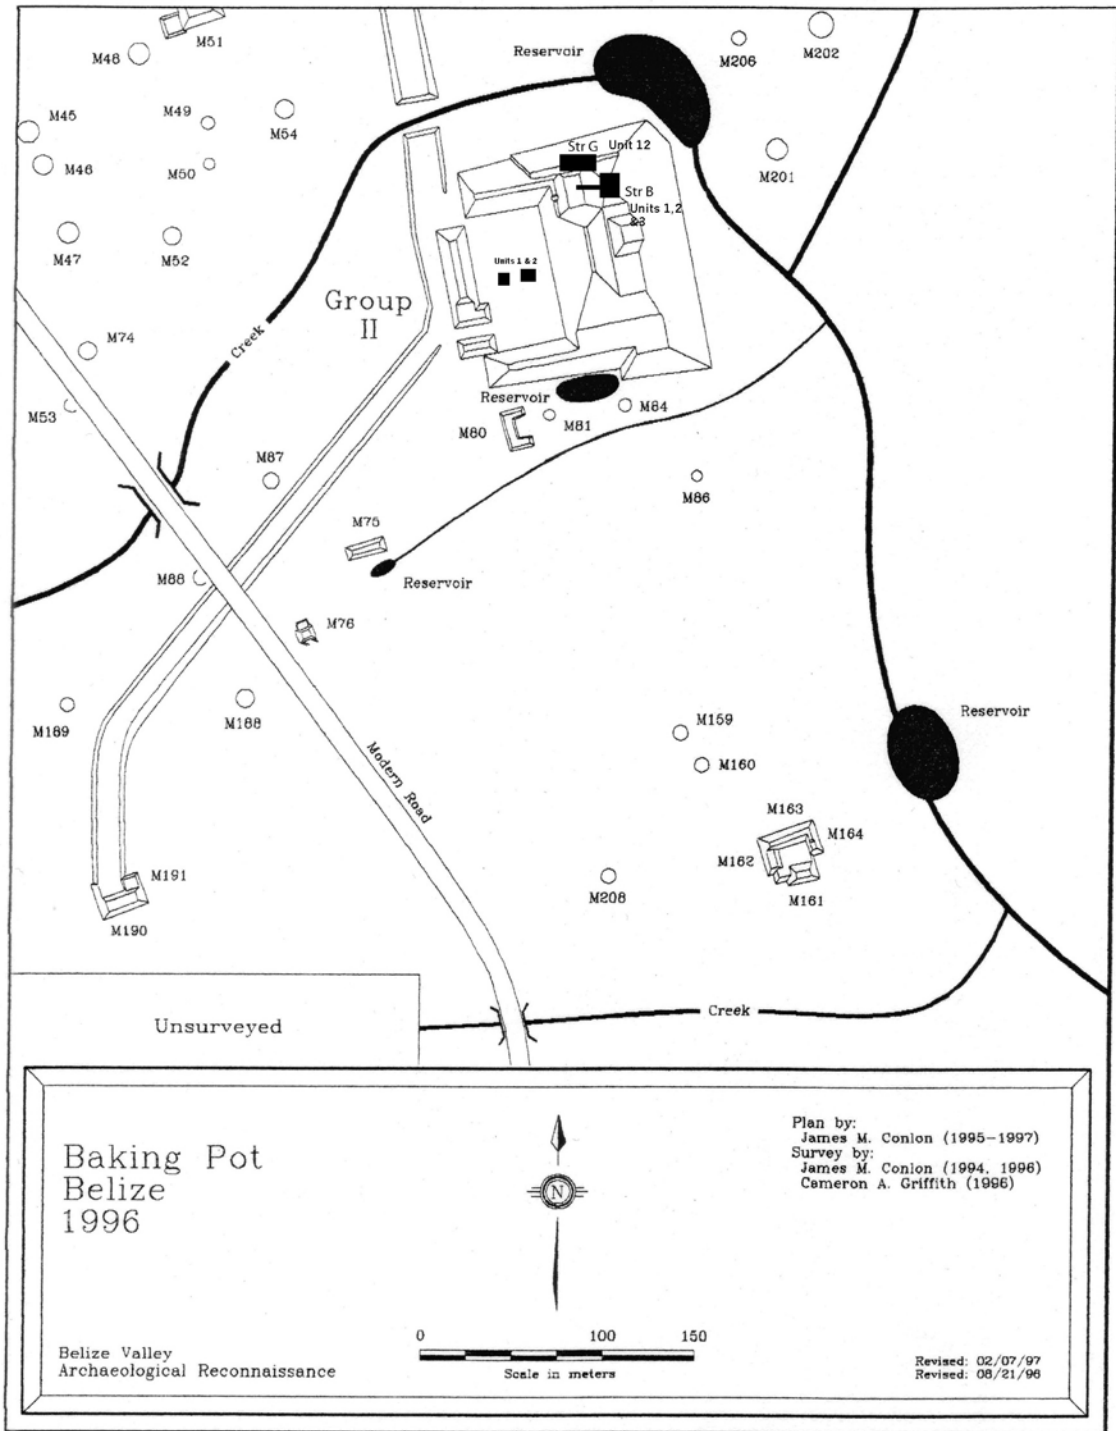 M51
M48
Reservoir
M206
M202
M45
M49
M54
M46
M50
Str G
Unit 12
M201
Str B
Units 1,2
&3
M47
M52
Units 1 & 2
Group
II
Creek
M74
M53
Reservoir
M84
M80
M81
M87
M86
M75
M88
Reservoir
M76
M189
M188
M159
Reservoir
M160
Modern Road
M163
M164
M162
M191
M208
M161
M190
Creek
Unsurveyed
Baking Pot
Belize
1996
N
Plan by:
James M. Conlon (1995-1997)
Survey by:
James M. Conlon (1994, 1996)
Cameron A. Griffith (1996)
0
100
150
Scale in meters
Belize Valley
Archaeological Reconnaissance
Revised: 02/07/97
Revised: 08/21/96